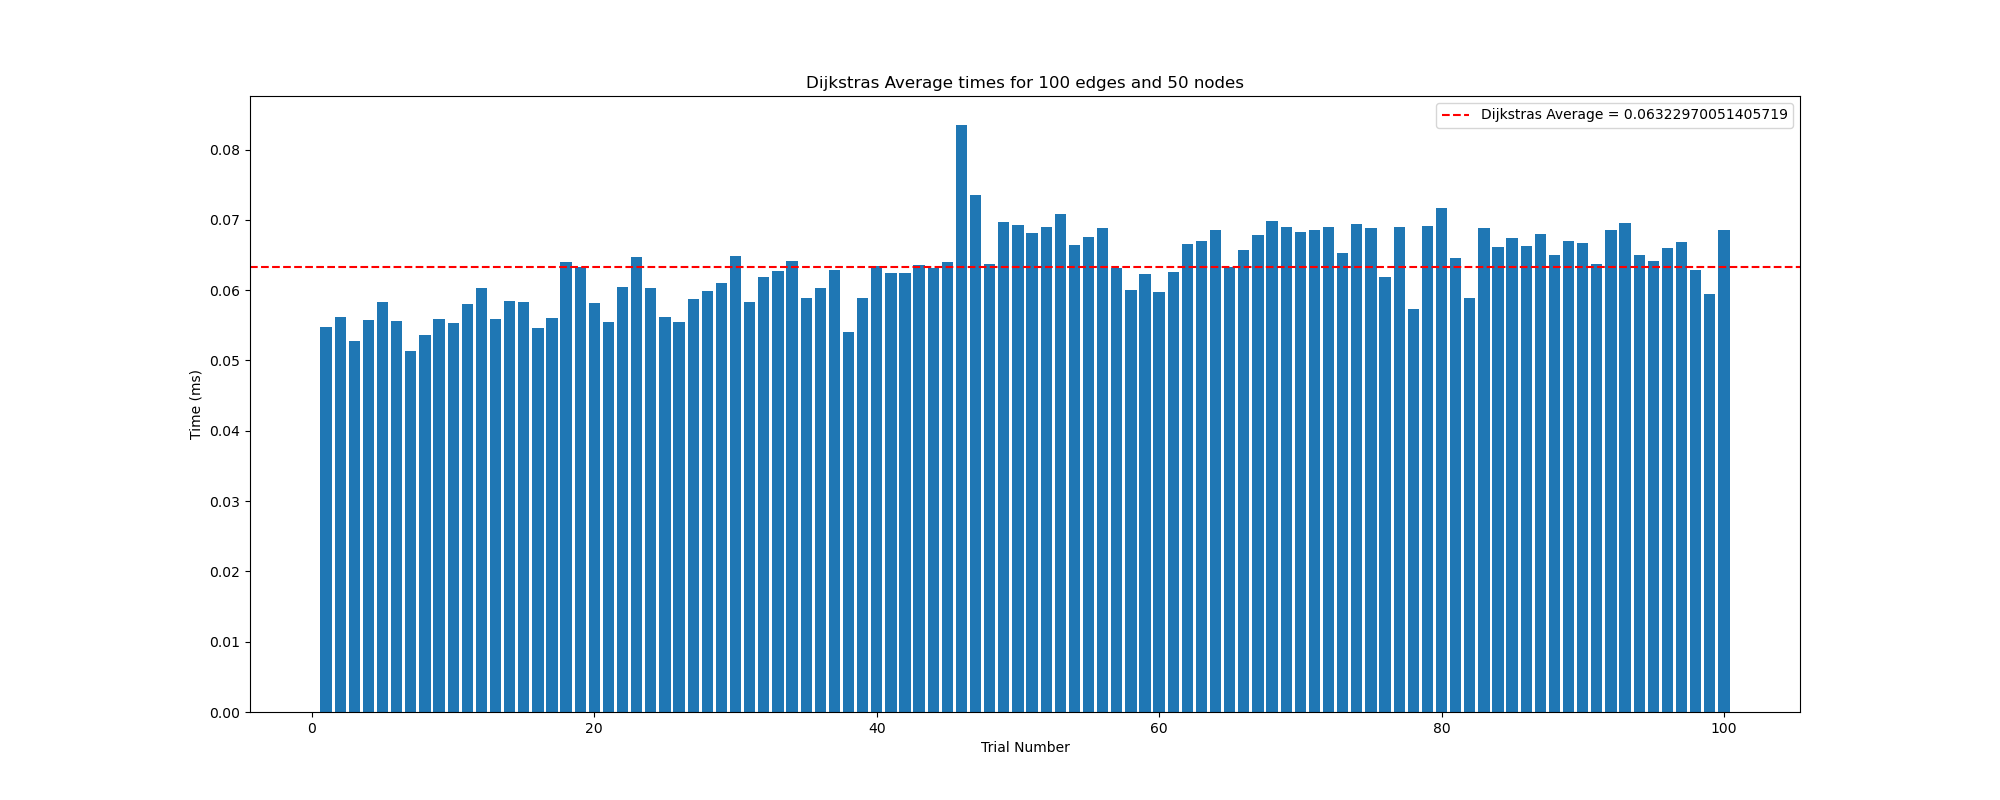 Dijkstras Average times for 100 edges and 50 nodes
Dijkstras Average = 0.06322970051405719
0.08
0.07
0.06
0.05
0.04
0.03
0.02
0.01
0.00
Time (ms)
0 20 40 60 80 100
Trial Number